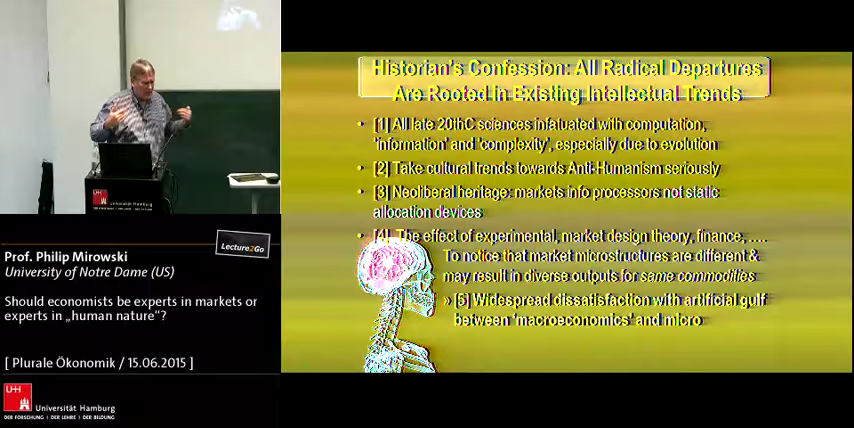 Historian's Confession: All Radical Departures
Are Rooted in Existing Intellectual Trends
• [1] All late 20thC sciences infatuated with computation,
'information' and 'complexity', especially due to evolution
• [2] Take cultural trends towards Anti-Humanism seriously
• [3] Neoliberal heritage: markets info processors not static
allocation devices
• [4] The effect of experimental, market design theory, finance, ….
To notice that market microstructures are different &
may result in diverse outputs for same commodities
» [5] Widespread dissatisfaction with artificial gulf
between 'macroeconomics' and micro
UHH
Universität Hamburg
Lecture2Go
Prof. Philip Mirowski
University of Notre Dame (US)
Should economists be experts in markets or
experts in „human nature“?
[ Plurale Ökonomik / 15.06.2015 ]
UHH
Universität Hamburg
DER FORSCHUNG | DER LEHRE | DER BILDUNG